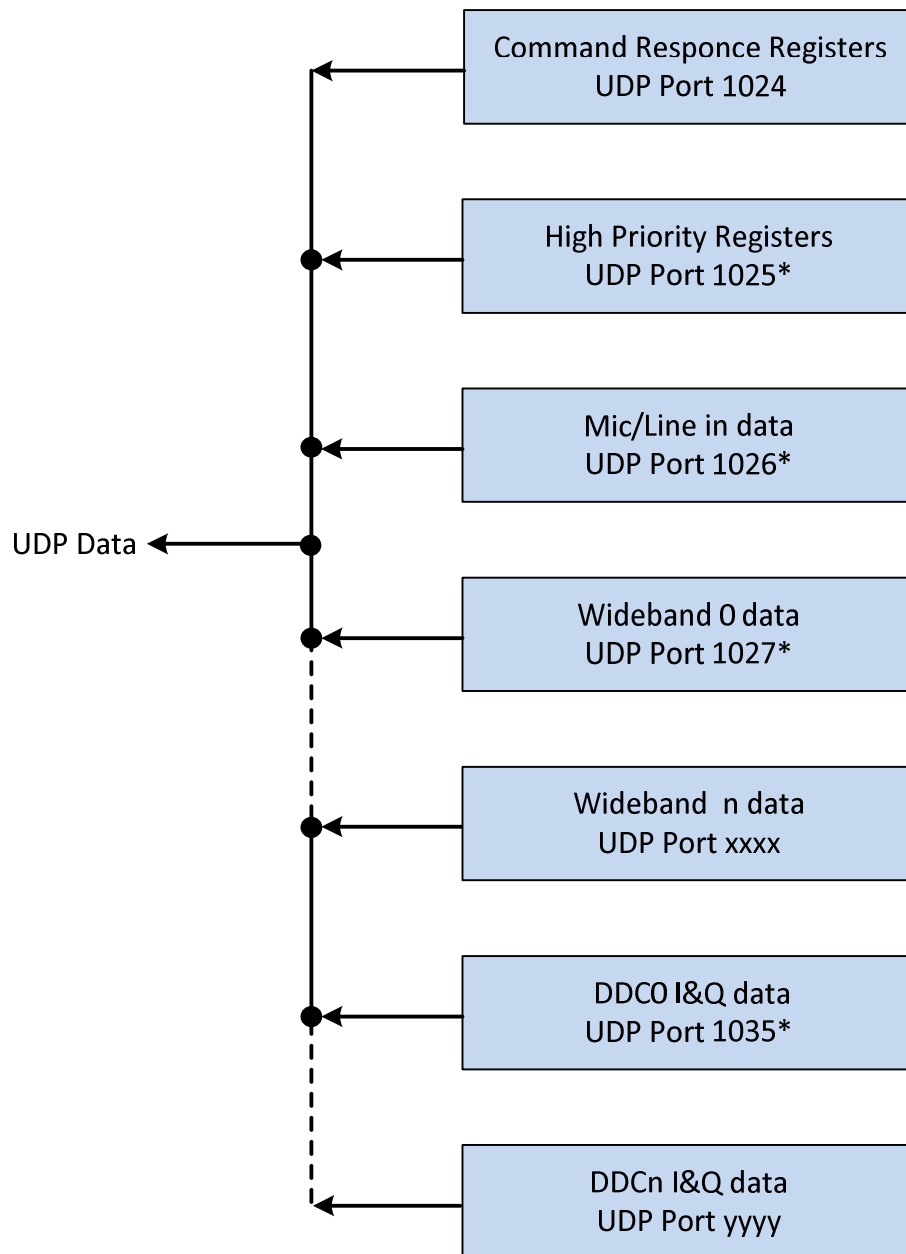 Command Responce Registers
UDP Port 1024
High Priority Registers
UDP Port 1025*
Mic/Line in data
UDP Port 1026*
UDP Data
Wideband 0 data
UDP Port 1027*
Wideband n data
UDP Port xxxx
DDC0 I&Q data
UDP Port 1035*
DDCn I&Q data
UDP Port yyyy